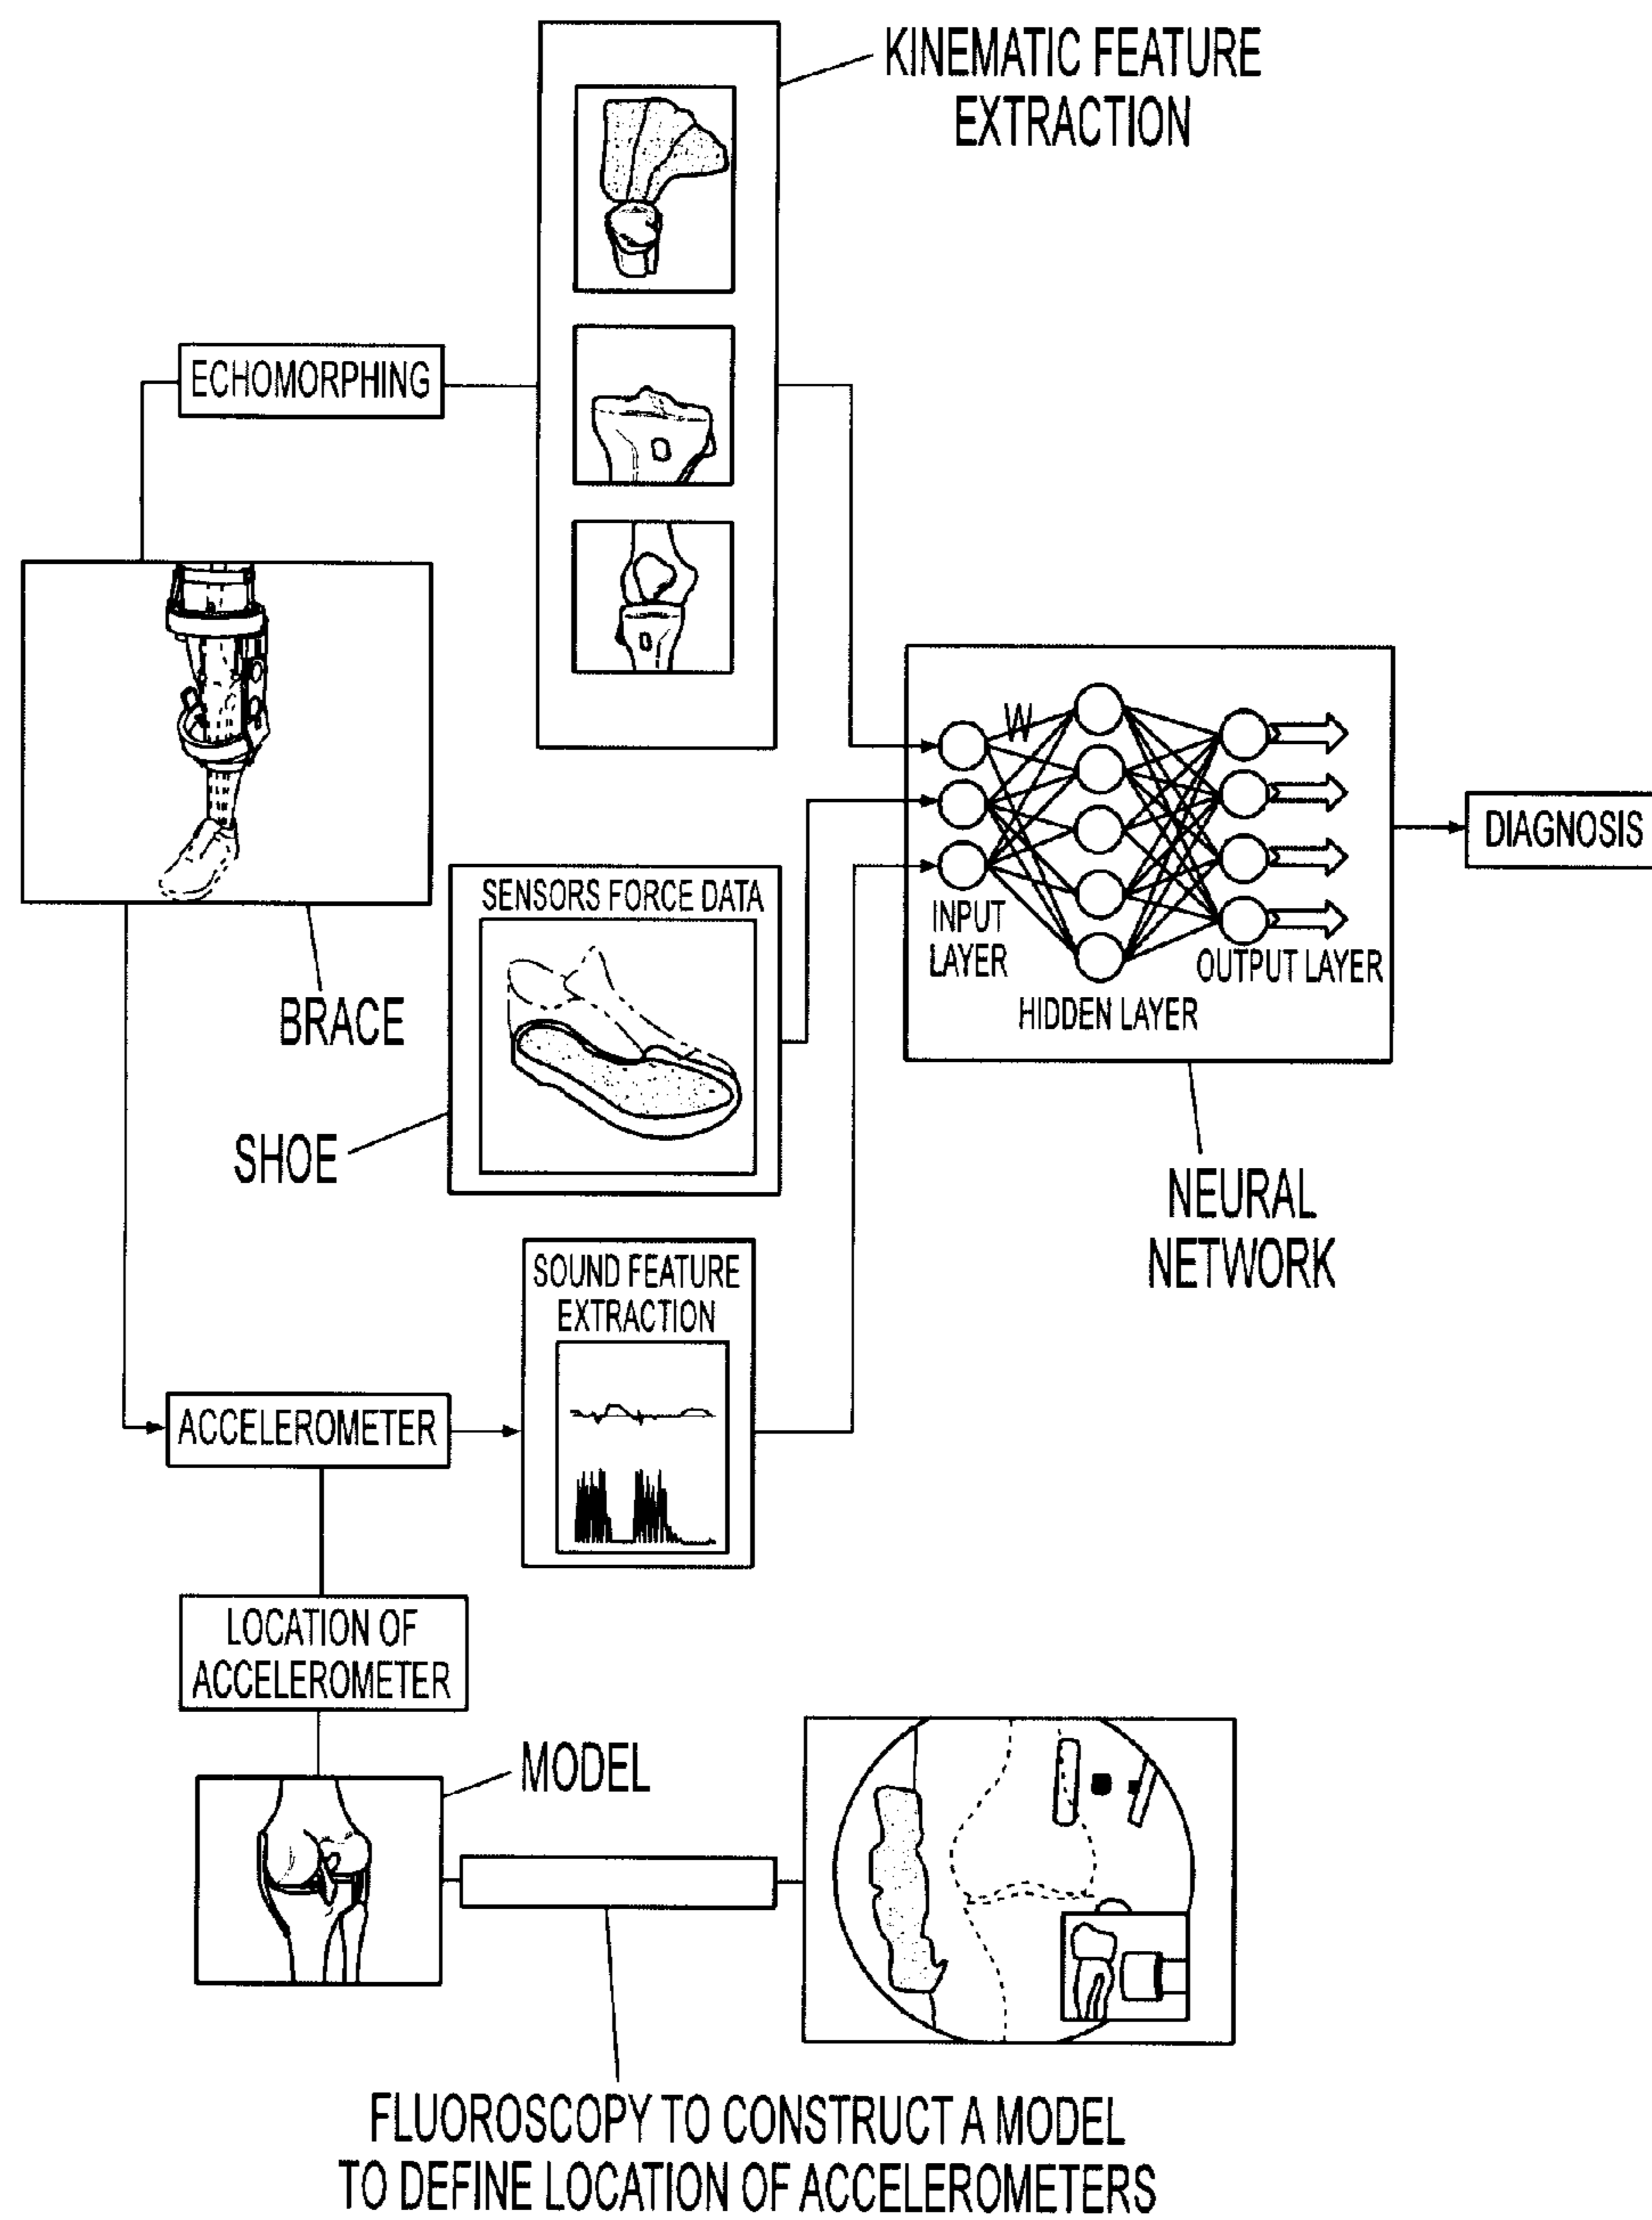 KINEMATIC FEATURE
EXTRACTION
ECHOMORPHING
BRACE
SENSORS FORCE DATA
SHOE
W
INPUT
LAYER
HIDDEN LAYER
OUTPUT LAYER
DIAGNOSIS
NEURAL
NETWORK
SOUND FEATURE
EXTRACTION
ACCELEROMETER
LOCATION OF
ACCELEROMETER
MODEL
FLUOROSCOPY TO CONSTRUCT A MODEL
TO DEFINE LOCATION OF ACCELEROMETERS